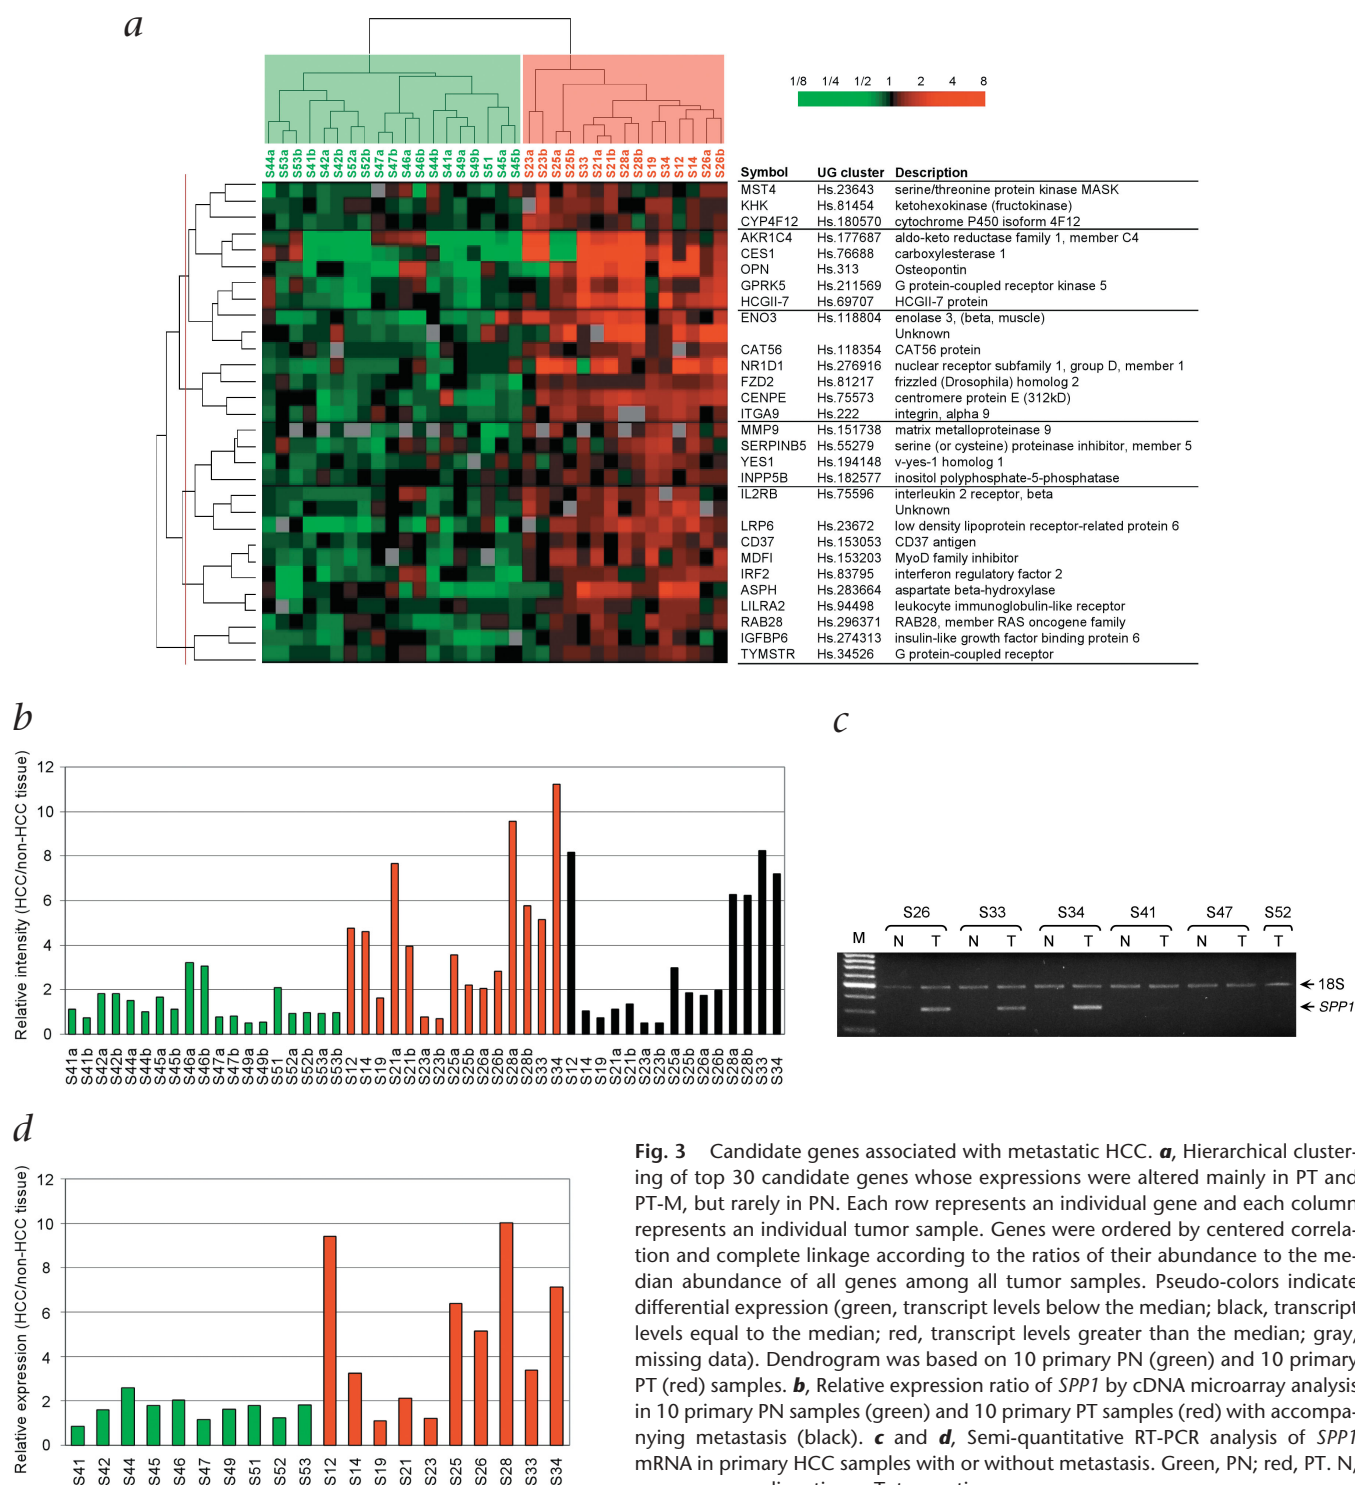 a
1/8 1/4 1/2 1 2 4 8
S44a S53a S53b S41b S42a S42b S52a S52b S47a S47b S46a S46b S44b S41a S49a S49b S51 S45a S45b S23a S23b S25a S25b S33 S21a S21b S28a S28b S19 S34 S12 S14 S26a S26b
Symbol UG cluster Description
MST4 Hs.23643 serine/threonine protein kinase MASK
KHK Hs.81454 ketohexokinase (fructokinase)
CYP4F12 Hs.180570 cytochrome P450 isoform 4F12
AKR1C4 Hs.177687 aldo-keto reductase family 1, member C4
CES1 Hs.76688 carboxylesterase 1
OPN Hs.313 Osteopontin
GPRK5 Hs.211569 G protein-coupled receptor kinase 5
HCGII-7 Hs.69707 HCGII-7 protein
ENO3 Hs.118804 enolase 3, (beta, muscle)
Unknown
CAT56 Hs.118354 CAT56 protein
NR1D1 Hs.276916 nuclear receptor subfamily 1, group D, member 1
FZD2 Hs.81217 frizzled (Drosophila) homolog 2
CENPE Hs.75573 centromere protein E (312kD)
ITGA9 Hs.222 integrin, alpha 9
MMP9 Hs.151738 matrix metalloproteinase 9
SERPINB5 Hs.55279 serine (or cysteine) proteinase inhibitor, member 5
YES1 Hs.194148 v-yes-1 homolog 1
INPP5B Hs.182577 inositol polyphosphate-5-phosphatase
IL2RB Hs.75596 interleukin 2 receptor, beta
Unknown
LRP6 Hs.23672 low density lipoprotein receptor-related protein 6
CD37 Hs.153053 CD37 antigen
MDFI Hs.153203 MyoD family inhibitor
IRF2 Hs.83795 interferon regulatory factor 2
ASPH Hs.283664 aspartate beta-hydroxylase
LILRA2 Hs.94498 leukocyte immunoglobulin-like receptor
RAB28 Hs.296371 RAB28, member RAS oncogene family
IGFBP6 Hs.274313 insulin-like growth factor binding protein 6
TYMSTR Hs.34526 G protein-coupled receptor
b
Relative intensity (HCC/non-HCC tissue)
12
10
8
6
4
2
0
S41a S41b S42a S42b S44a S44b S45a S45b S46a S46b S47a S47b S49a S49b S51 S52a S52b S53a S53b S12 S14 S19 S21a S21b S23a S23b S25a S25b S26a S26b S28a S28b S33 S34 S12 S14 S19 S21a S21b S23a S23b S25a S25b S26a S26b S28a S28b S33 S34
c
S26 S33 S34 S41 S47 S52
M N T N T N T N T N T T
18S
SPP1
d
Relative expression (HCC/non-HCC tissue)
12
10
8
6
4
2
0
S41 S42 S44 S45 S46 S47 S49 S51 S52 S53 S12 S14 S19 S21 S23 S25 S26 S28 S33 S34
Fig. 3 Candidate genes associated with metastatic HCC. a, Hierarchical cluster-
ing of top 30 candidate genes whose expressions were altered mainly in PT and
PT-M, but rarely in PN. Each row represents an individual gene and each column
represents an individual tumor sample. Genes were ordered by centered correla-
tion and complete linkage according to the ratios of their abundance to the me-
dian abundance of all genes among all tumor samples. Pseudo-colors indicate
differential expression (green, transcript levels below the median; black, transcript
levels equal to the median; red, transcript levels greater than the median; gray,
missing data). Dendrogram was based on 10 primary PN (green) and 10 primary
PT (red) samples. b, Relative expression ratio of SPP1 by cDNA microarray analysis
in 10 primary PN samples (green) and 10 primary PT samples (red) with accompa-
nying metastasis (black). c and d, Semi-quantitative RT-PCR analysis of SPP1
mRNA in primary HCC samples with or without metastasis. Green, PN; red, PT. N,